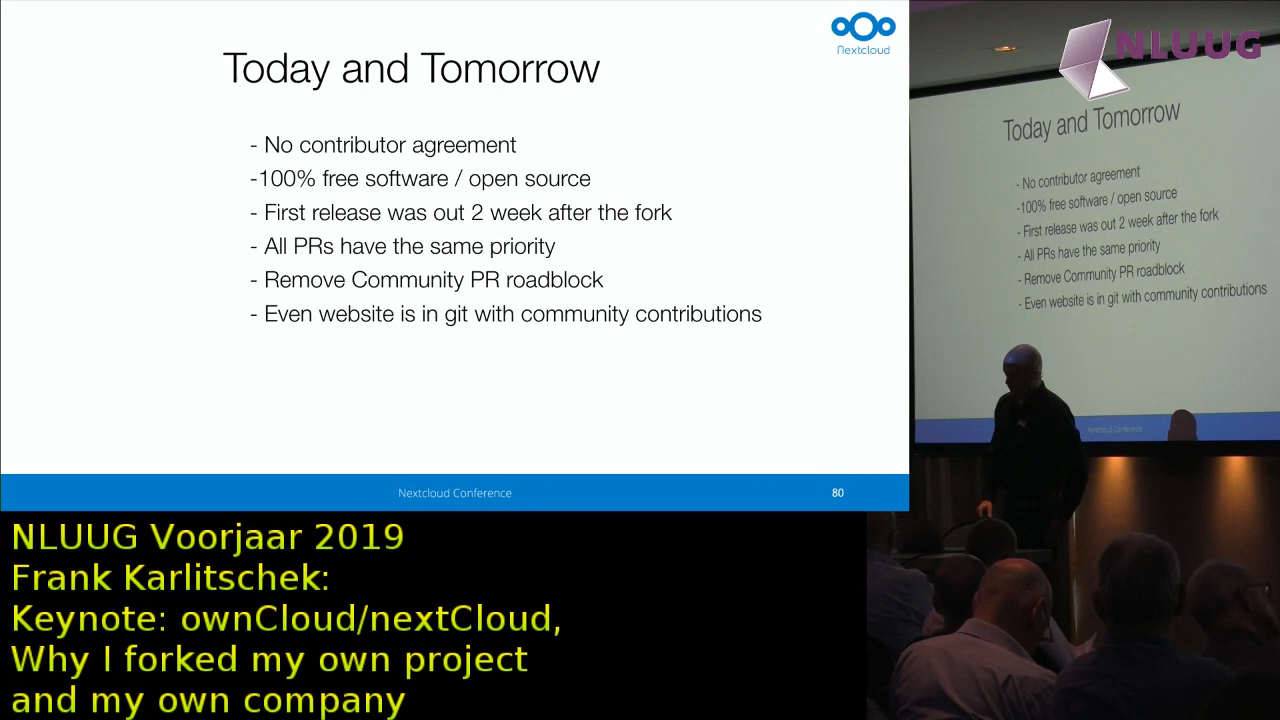 Nextcloud
Today and Tomorrow
- No contributor agreement
-100% free software / open source
- First release was out 2 week after the fork
- All PRs have the same priority
- Remove Community PR roadblock
- Even website is in git with community contributions
Nextcloud Conference
80
NLUUG
Today and Tomorrow
- No contributor agreement
-100% free software / open source
- First release was out 2 week after the fork
- All PRs have the same priority
- Remove Community PR roadblock
- Even website is in git with community contributions
Nextcloud Conference
NLUUG Voorjaar 2019
Frank Karlitschek:
Keynote: ownCloud/nextCloud,
Why I forked my own project
and my own company